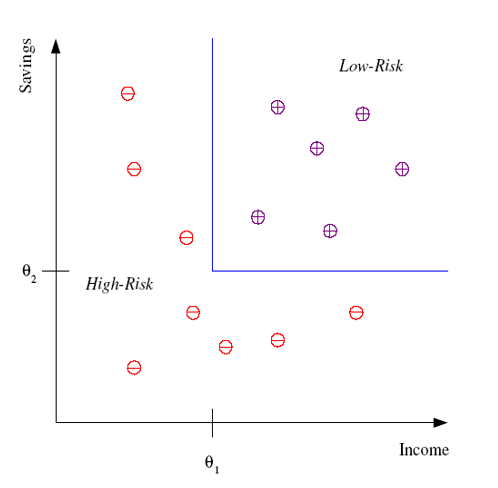 Savings
Low-Risk
θ2
High-Risk
Income
θ1